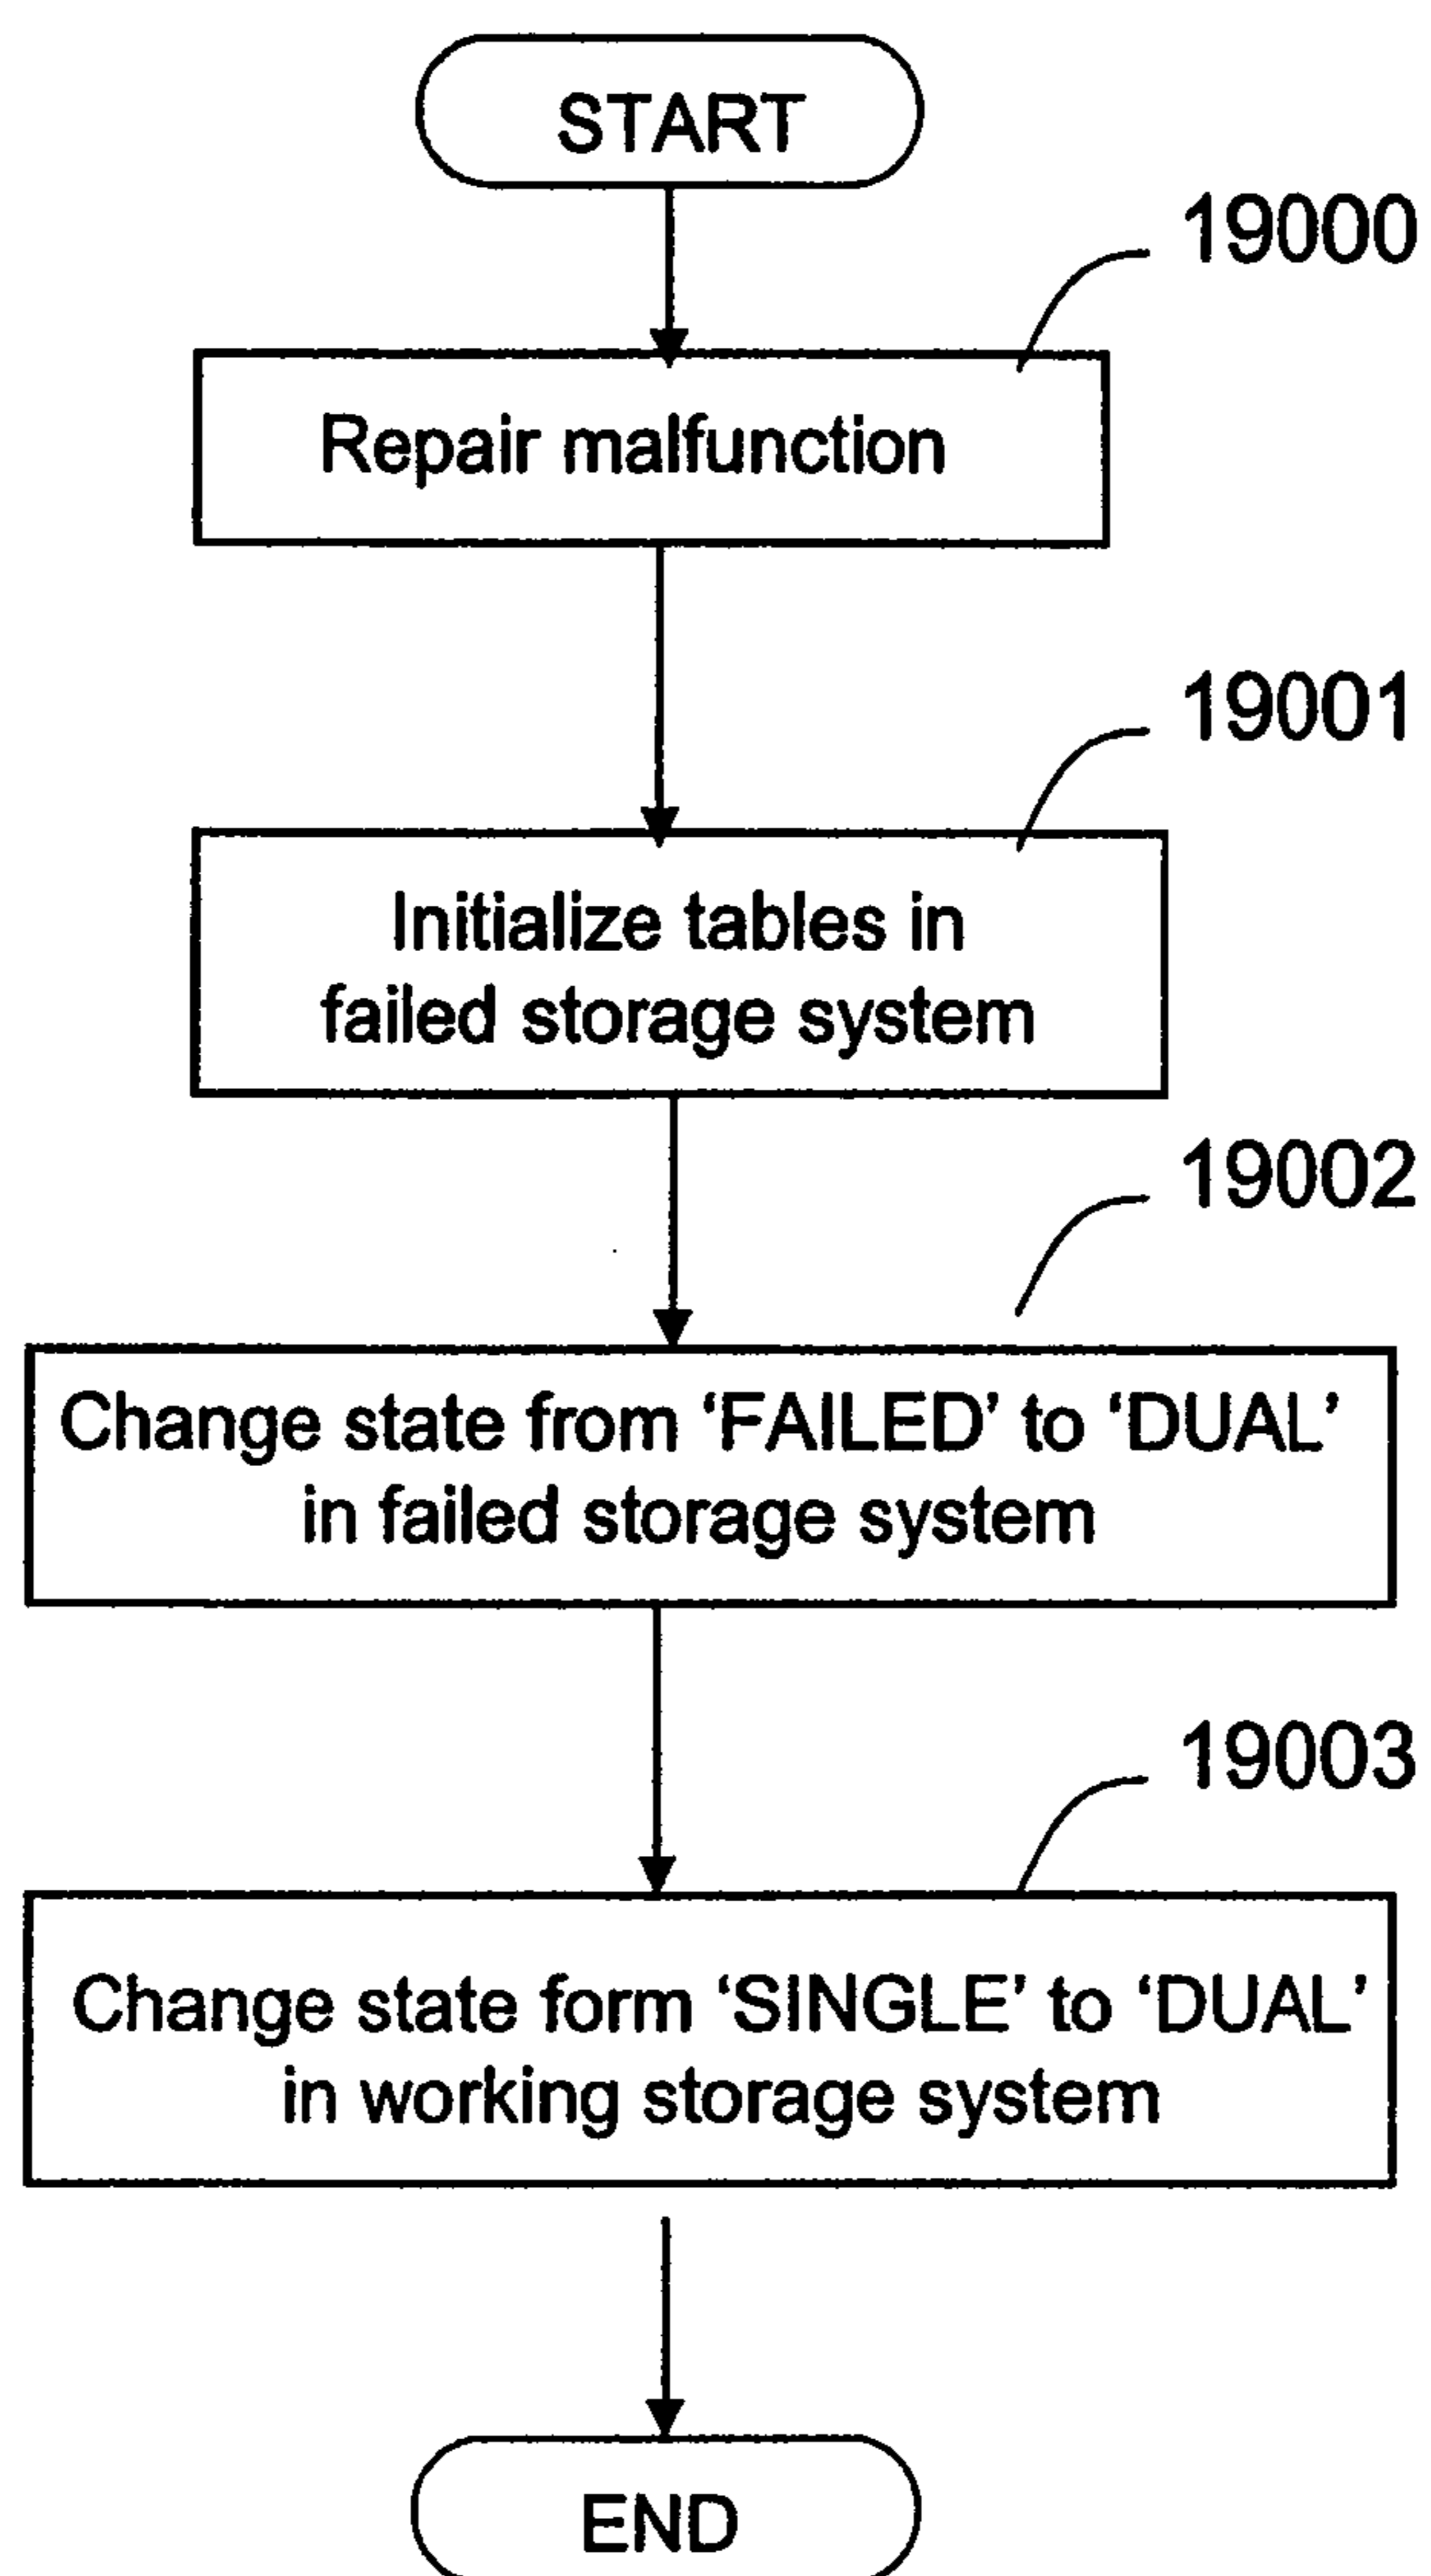 START
19000
Repair malfunction
19001
Initialize tables in
failed storage system
19002
Change state from ‘FAILED’ to ‘DUAL’
in failed storage system
19003
Change state form ‘SINGLE’ to ‘DUAL’
in working storage system
END